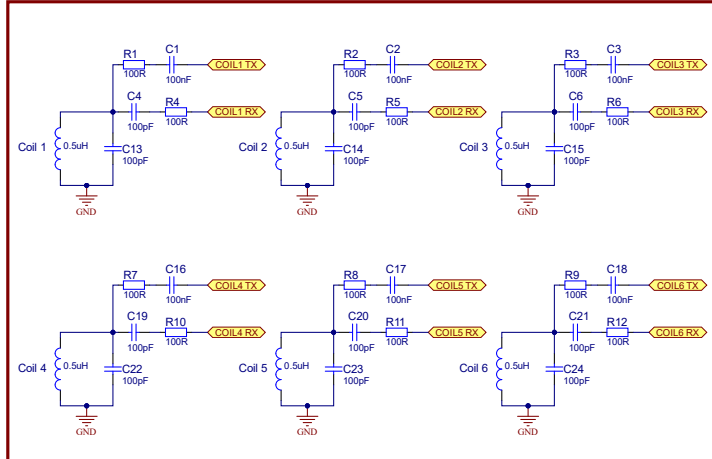 R1 C1 R2 C2 R3 C3
COIL1 TX COIL2 TX COIL3 TX
100R 100nF 100R 100nF 100R 100nF
C4 R4 C5 R5 C6 R6
COIL1 RX COIL2 RX COIL3 RX
100pF 100R 100pF 100R 100pF 100R
Coil 1 0.5uH C13 Coil 2 0.5uH C14 Coil 3 0.5uH C15
100pF 100pF 100pF
GND GND GND
R7 C16 R8 C17 R9 C18
COIL4 TX COIL5 TX COIL6 TX
100R 100nF 100R 100nF 100R 100nF
C19 R10 C20 R11 C21 R12
COIL4 RX COIL5 RX COIL6 RX
100pF 100R 100pF 100R 100pF 100R
Coil 4 0.5uH C22 Coil 5 0.5uH C23 Coil 6 0.5uH C24
100pF 100pF 100pF
GND GND GND